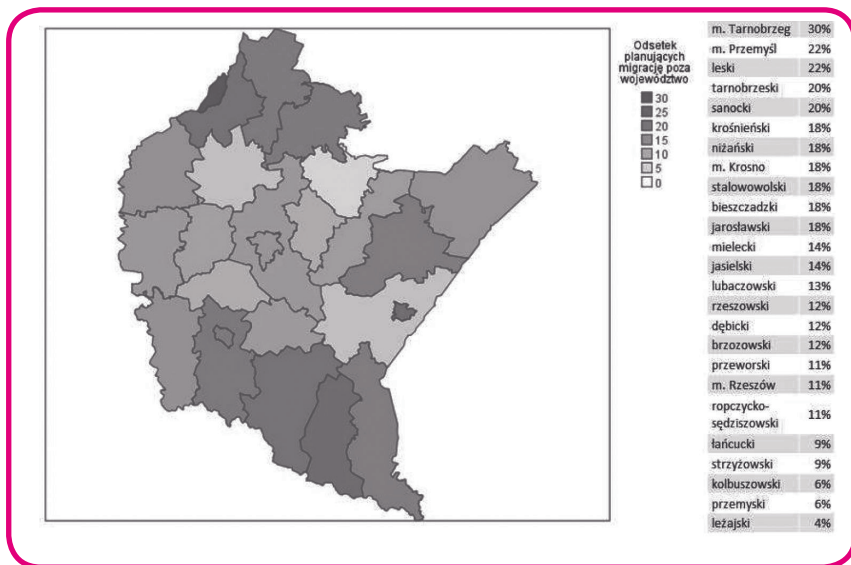 Odsetek
planujących
migrację poza
województwo
30
25
20
15
10
5
0
m. Tarnobrzeg 30%
m. Przemyśl 22%
leski 22%
tarnobrzeski 20%
sanocki 20%
krośnieński 18%
niżański 18%
m. Krosno 18%
stalowowolski 18%
bieszczadzki 18%
jarosławski 18%
mielecki 14%
jasielski 14%
lubaczowski 13%
rzeszowski 12%
dębicki 12%
brzozowski 12%
przeworski 11%
m. Rzeszów 11%
ropczycko-
sędziszowski 11%
łańcucki 9%
strzyżowski 9%
kolbuszowski 6%
przemyski 6%
leżajski 4%